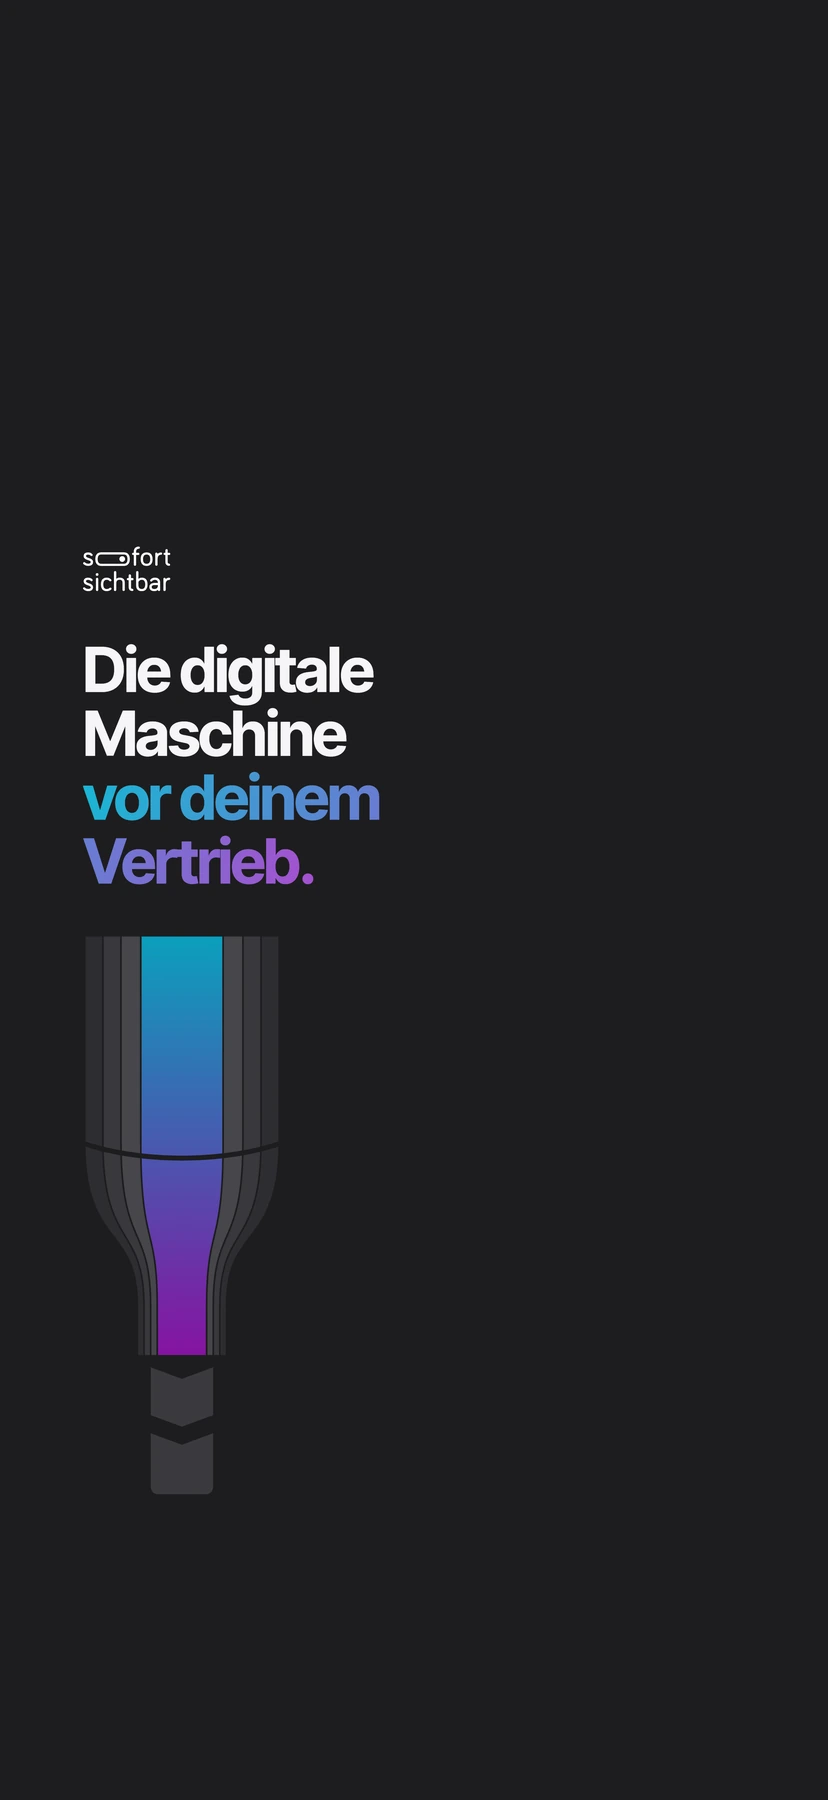 sofort
sichtbar
Die digitale
Maschine
vor deinem
Vertrieb.